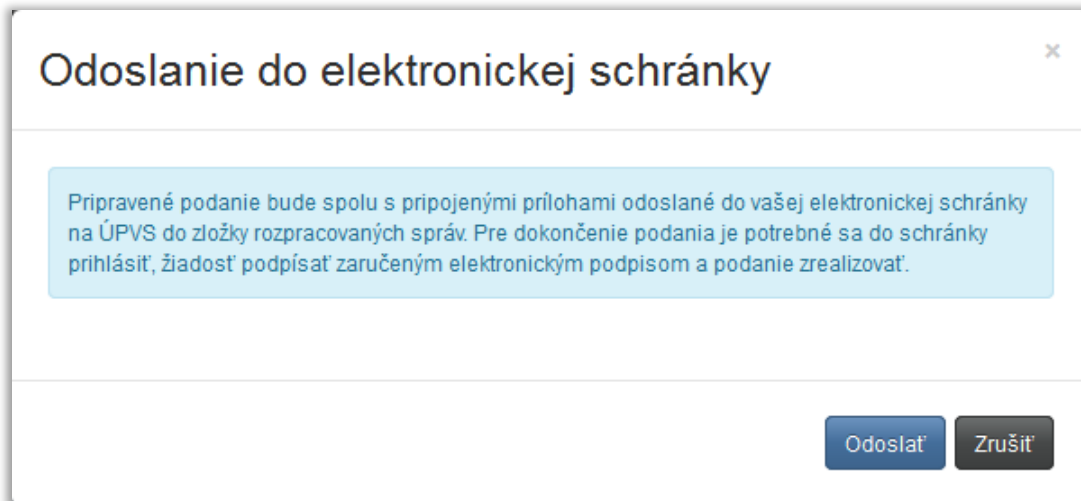 Odoslanie do elektronickej schránky
×
Pripravené podanie bude spolu s pripojenými prílohami odoslané do vašej elektronickej schránky
na ÚPVS do zložky rozpracovaných správ. Pre dokončenie podania je potrebné sa do schránky
prihlásiť, žiadosť podpísať zaručeným elektronickým podpisom a podanie zrealizovať.
Odoslať Zrušiť